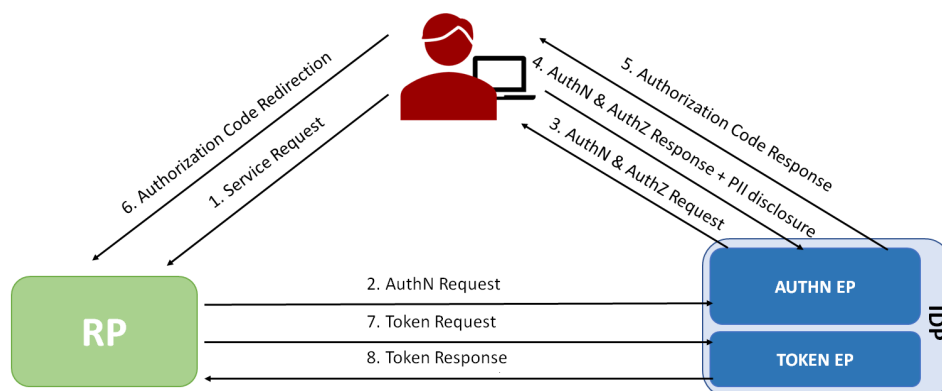 6. Authorization Code Redirection
1. Service Request
5. Authorization Code Response
4. AuthN & AuthZ Response + PII disclosure
3. AuthN & AuthZ Request
2. AuthN Request
7. Token Request
8. Token Response
RP
AUTHN EP
TOKEN EP
IDP